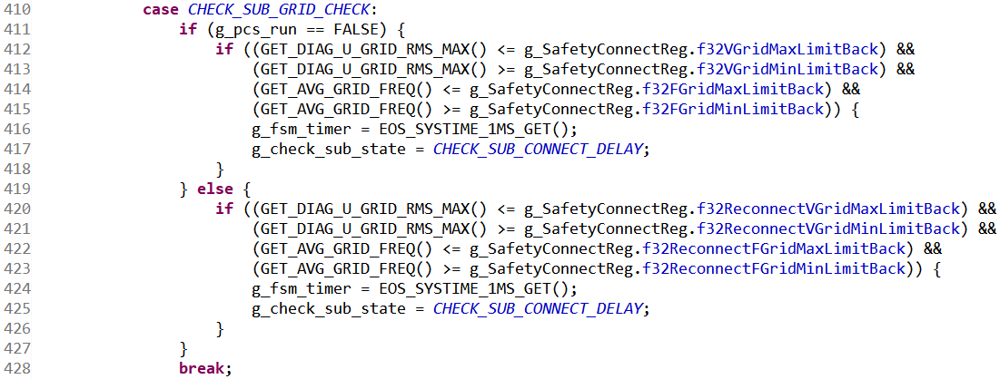 410             case CHECK_SUB_GRID_CHECK:
411                 if (g_pcs_run == FALSE) {
412                     if ((GET_DIAG_U_GRID_RMS_MAX() <= g_SafetyConnectReg.f32VGridMaxLimitBack) &&
413                         (GET_DIAG_U_GRID_RMS_MAX() >= g_SafetyConnectReg.f32VGridMinLimitBack) &&
414                         (GET_AVG_GRID_FREQ() <= g_SafetyConnectReg.f32FGridMaxLimitBack) &&
415                         (GET_AVG_GRID_FREQ() >= g_SafetyConnectReg.f32FGridMinLimitBack)) {
416                         g_fsm_timer = EOS_SYSTIME_1MS_GET();
417                         g_check_sub_state = CHECK_SUB_CONNECT_DELAY;
418                     }
419                 } else {
420                     if ((GET_DIAG_U_GRID_RMS_MAX() <= g_SafetyConnectReg.f32ReconnectVGridMaxLimitBack) &&
421                         (GET_DIAG_U_GRID_RMS_MAX() >= g_SafetyConnectReg.f32ReconnectVGridMinLimitBack) &&
422                         (GET_AVG_GRID_FREQ() <= g_SafetyConnectReg.f32ReconnectFGridMaxLimitBack) &&
423                         (GET_AVG_GRID_FREQ() >= g_SafetyConnectReg.f32ReconnectFGridMinLimitBack)) {
424                         g_fsm_timer = EOS_SYSTIME_1MS_GET();
425                         g_check_sub_state = CHECK_SUB_CONNECT_DELAY;
426                     }
427                 }
428                 break;